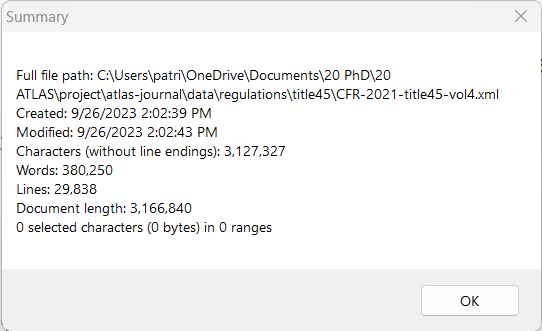 Summary
Full file path: C:\Users\patri\OneDrive\Documents\20 PhD\20
ATLAS\project\atlas-journal\data\regulations\title45\CFR-2021-title45-vol4.xml
Created: 9/26/2023 2:02:39 PM
Modified: 9/26/2023 2:02:43 PM
Characters (without line endings): 3,127,327
Words: 380,250
Lines: 29,838
Document length: 3,166,840
0 selected characters (0 bytes) in 0 ranges
OK